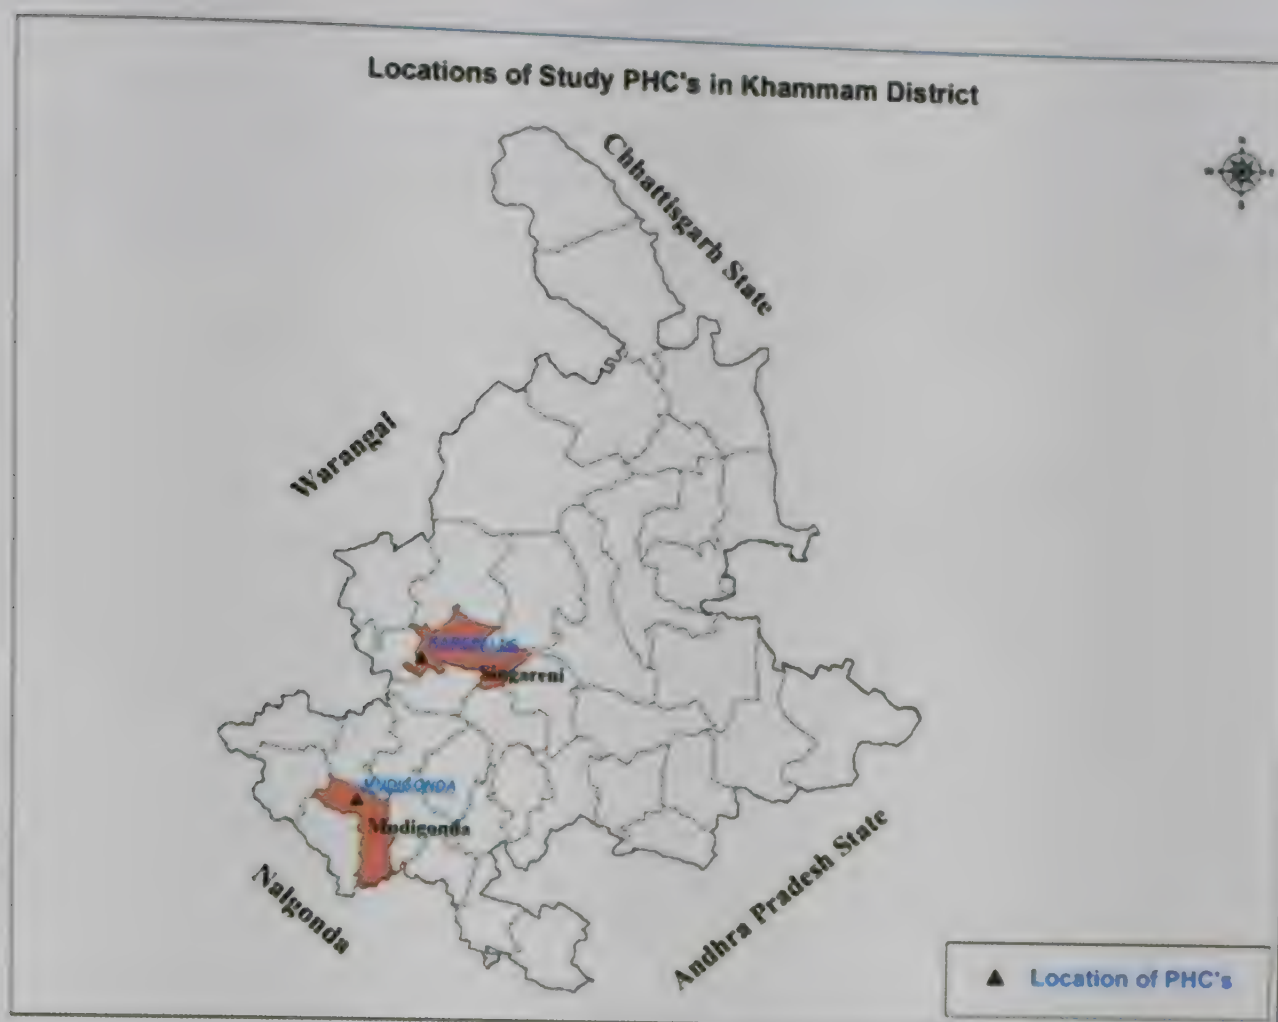 Locations of Study PHC's in Khammam District
N
W
E
S
Chhattisgarh State
Warangal
Singareni
MUDIGONDA
Mudigonda
Nalgonda
Andhra Pradesh State
Location of PHC's